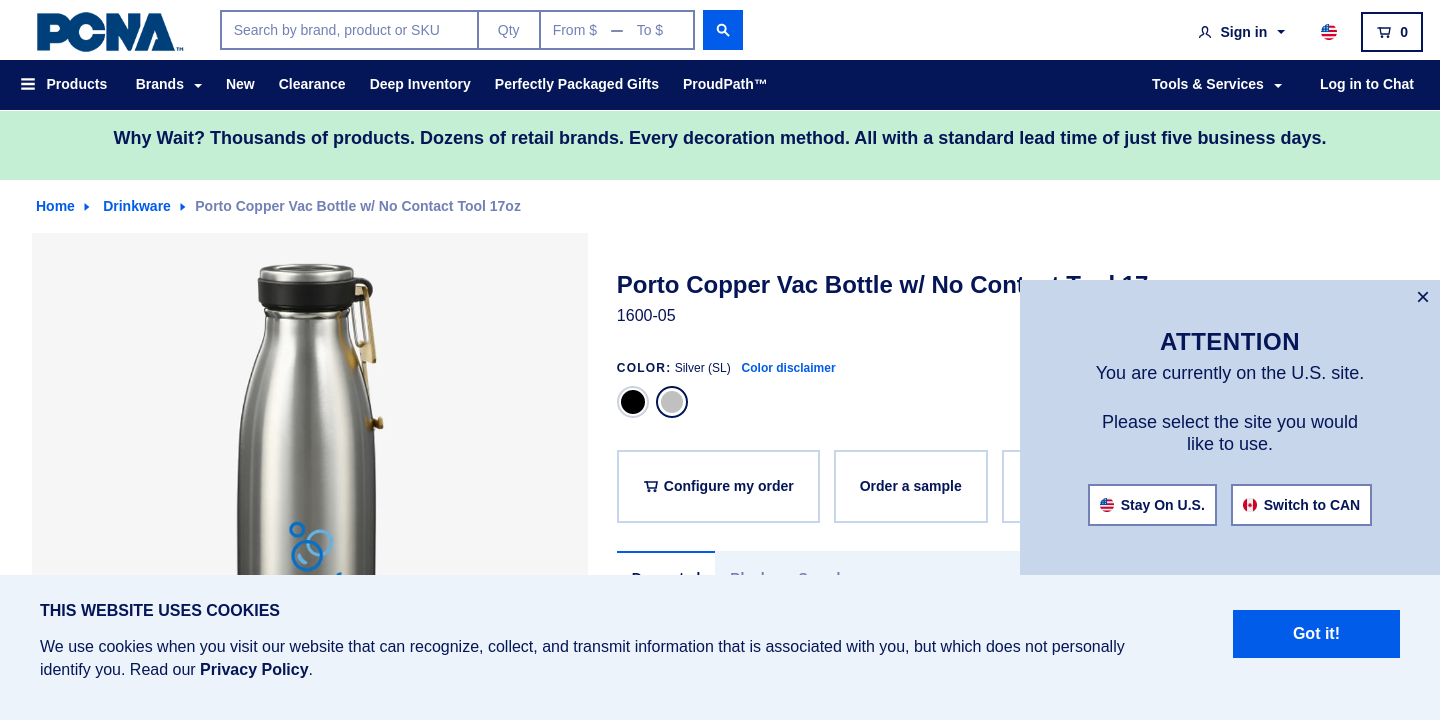 PCNA™
Search by brand, product or SKU Qty From $ — To $
Sign in 0
Products Brands New Clearance Deep Inventory Perfectly Packaged Gifts ProudPath™ Tools & Services Log in to Chat
Why Wait? Thousands of products. Dozens of retail brands. Every decoration method. All with a standard lead time of just five business days.
Home Drinkware Porto Copper Vac Bottle w/ No Contact Tool 17oz
Porto Copper Vac Bottle w/ No Contact Tool 17
1600-05
COLOR: Silver (SL) Color disclaimer
Configure my order Order a sample
×
ATTENTION
You are currently on the U.S. site.
Please select the site you would
like to use.
Stay On U.S. Switch to CAN
THIS WEBSITE USES COOKIES
We use cookies when you visit our website that can recognize, collect, and transmit information that is associated with you, but which does not personally
identify you. Read our Privacy Policy.
Got it!